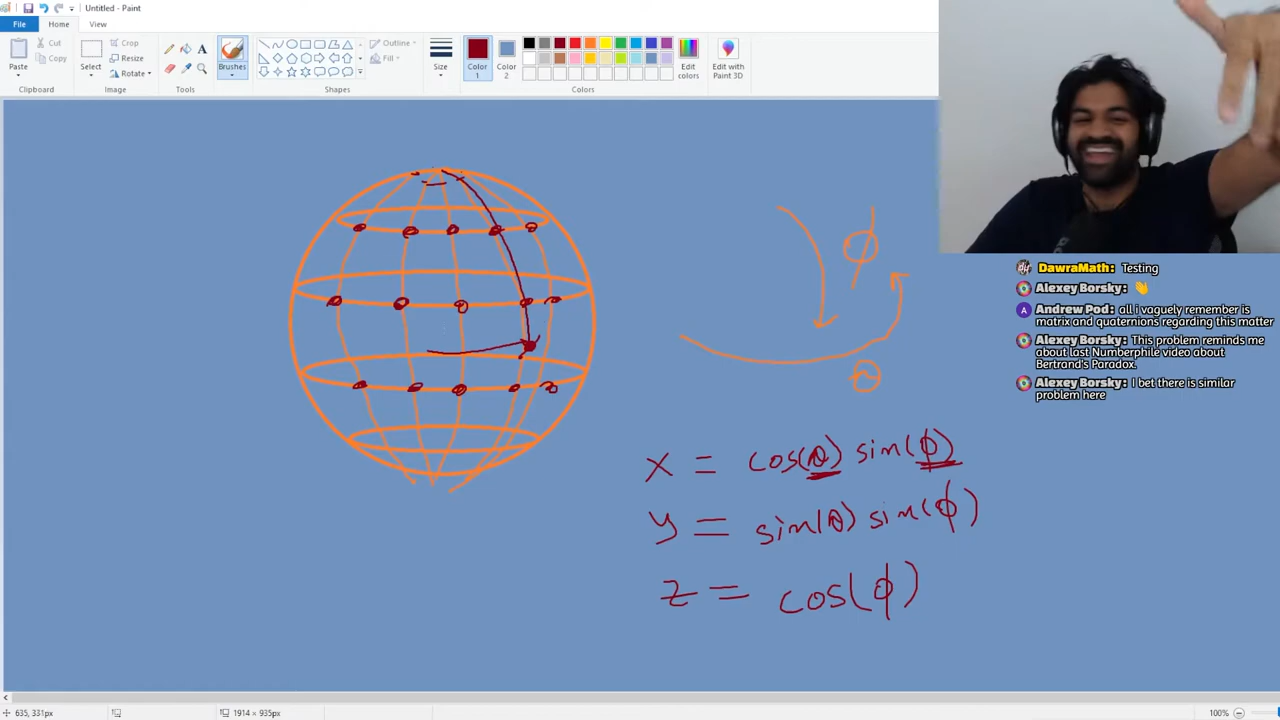 Untitled - Paint
File Home View
Paste
Cut
Copy
Clipboard
Select
Crop
Resize
Rotate
Image
A
Tools
Brushes
Outline
Fill
Shapes
Size
Color 1
Color 2
Edit colors
Colors
Edit with Paint 3D
DawraMath: Testing
Alexey Borsky: 👋
A Andrew Pod: all i vaguely remember is
matrix and quaternions regarding this matter
Alexey Borsky: This problem reminds me
about last Numberphile video about
Bertrand's Paradox.
Alexey Borsky: I bet there is similar
problem here
ϕ
θ
x = cos(θ) sin(ϕ)
y = sin(θ) sin(ϕ)
z = cos(ϕ)
635, 331px
1914 × 935px
100%